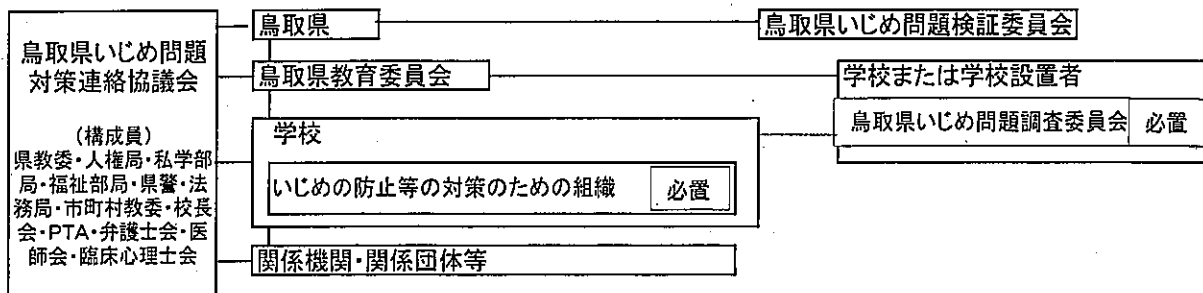 鳥取県いじめ問題
対策連絡協議会
(構成員)
県教委・人権局・私学部
局・福祉部局・県警・法
務局・市町村教委・校長
会・PTA・弁護士会・医
師会・臨床心理士会
鳥取県
鳥取県いじめ問題検証委員会
鳥取県教育委員会
学校または学校設置者
鳥取県いじめ問題調査委員会 必置
学校
いじめの防止等の対策のための組織 必置
関係機関・関係団体等